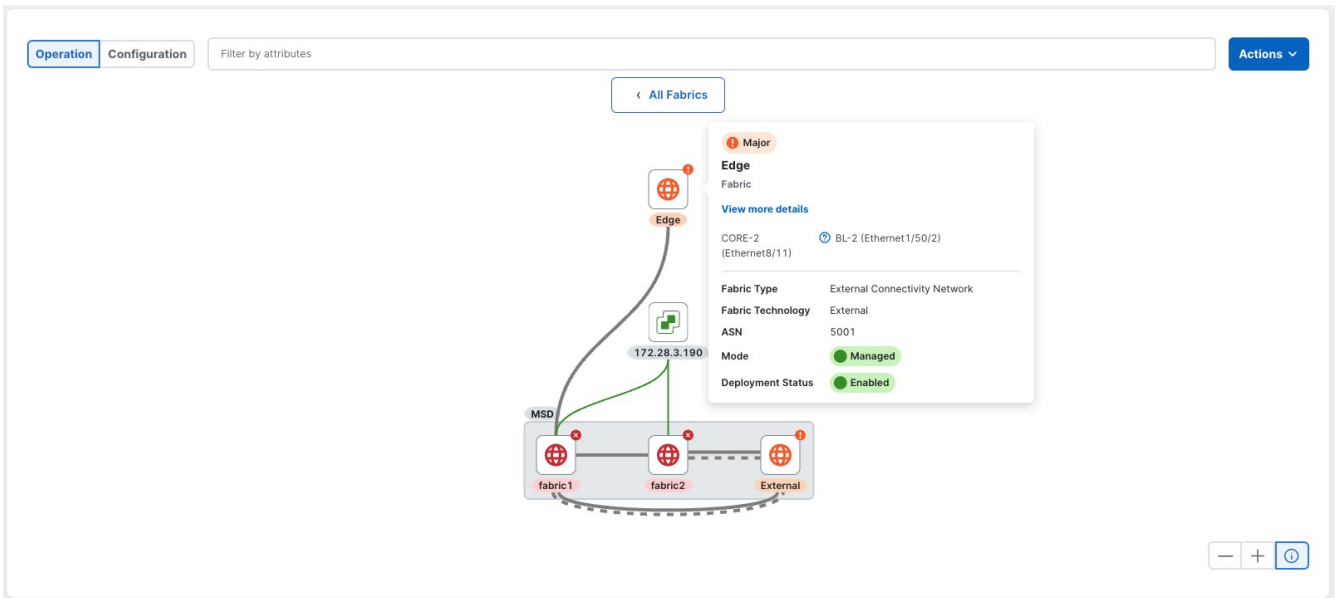 Operation Configuration Filter by attributes Actions
‹ All Fabrics
Major
Edge
Fabric
View more details
CORE-2 (Ethernet8/11) BL-2 (Ethernet1/50/2)
Fabric Type External Connectivity Network
Fabric Technology External
ASN 5001
Mode Managed
Deployment Status Enabled
Edge
172.28.3.190
MSD
fabric1 fabric2 External